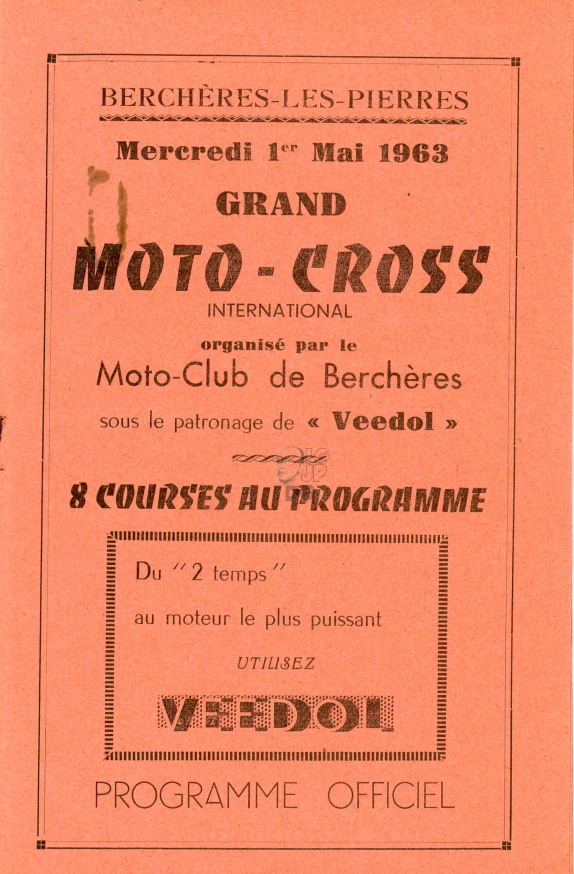 BERCHÈRES-LES-PIERRES
Mercredi 1er Mai 1963
GRAND
MOTO-CROSS
INTERNATIONAL
organisé par le
Moto-Club de Berchères
sous le patronage de « Veedol »
8 COURSES AU PROGRAMME
Du "2 temps"
au moteur le plus puissant
UTILISEZ
VEEDOL
PROGRAMME OFFICIEL